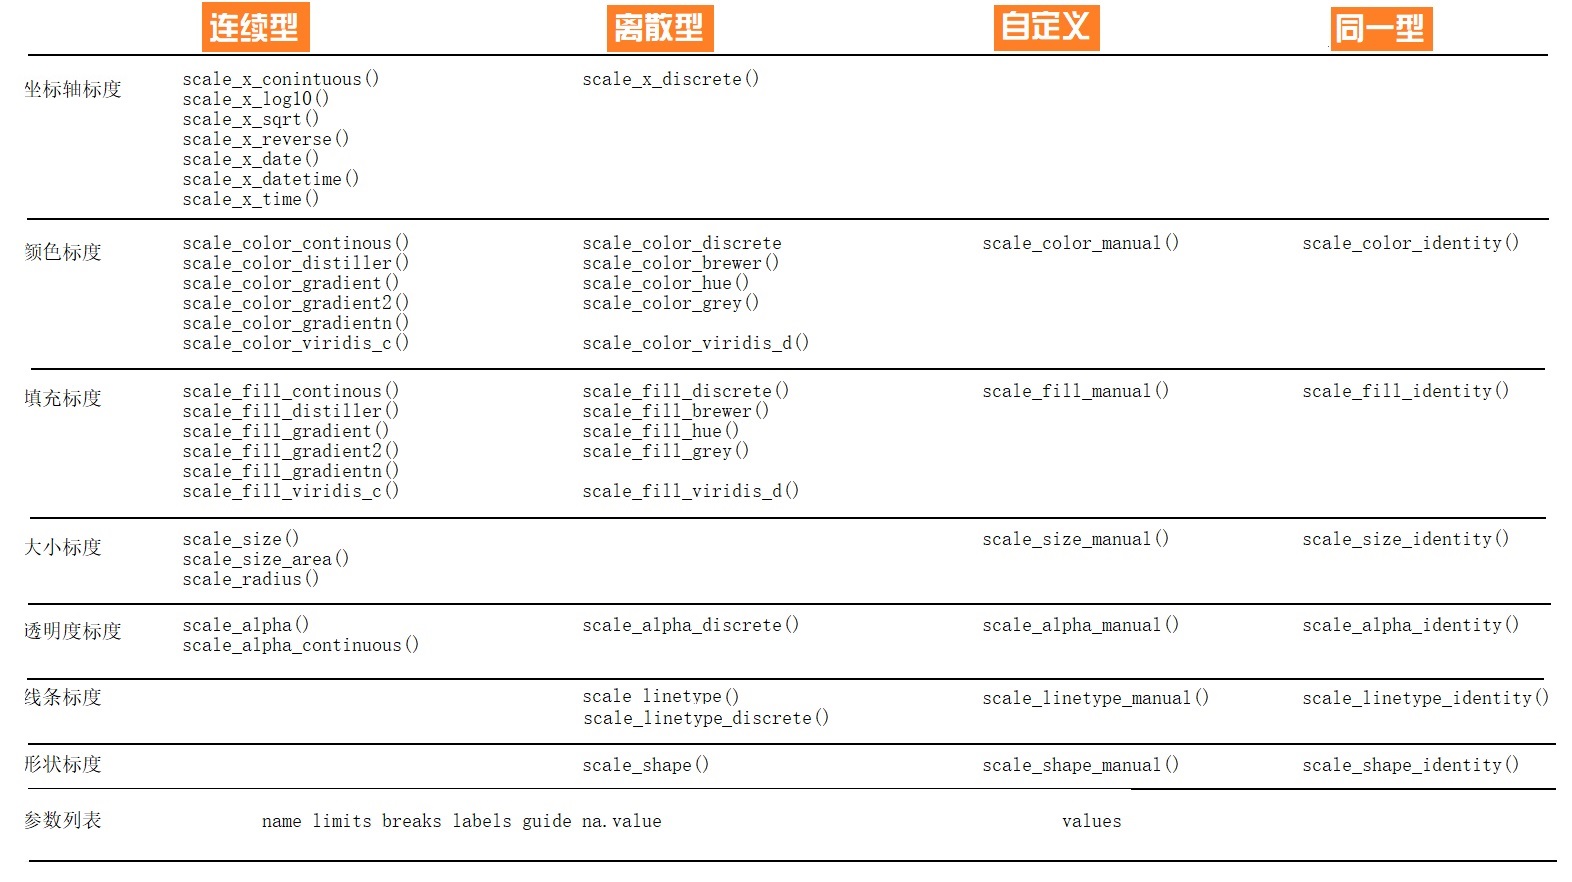 连续型 离散型 自定义 同一型
坐标轴标度 scale_x_conintuous() scale_x_discrete()
scale_x_log10()
scale_x_sqrt()
scale_x_reverse()
scale_x_date()
scale_x_datetime()
scale_x_time()
颜色标度 scale_color_continous() scale_color_discrete scale_color_manual() scale_color_identity()
scale_color_distiller() scale_color_brewer()
scale_color_gradient() scale_color_hue()
scale_color_gradient2() scale_color_grey()
scale_color_gradientn()
scale_color_viridis_c() scale_color_viridis_d()
填充标度 scale_fill_continous() scale_fill_discrete() scale_fill_manual() scale_fill_identity()
scale_fill_distiller() scale_fill_brewer()
scale_fill_gradient() scale_fill_hue()
scale_fill_gradient2() scale_fill_grey()
scale_fill_gradientn()
scale_fill_viridis_c() scale_fill_viridis_d()
大小标度 scale_size() scale_size_manual() scale_size_identity()
scale_size_area()
scale_radius()
透明度标度 scale_alpha() scale_alpha_discrete() scale_alpha_manual() scale_alpha_identity()
scale_alpha_continuous()
线条标度 scale linetype() scale_linetype_manual() scale_linetype_identity()
scale_linetype_discrete()
形状标度 scale_shape() scale_shape_manual() scale_shape_identity()
参数列表 name limits breaks labels guide na.value values